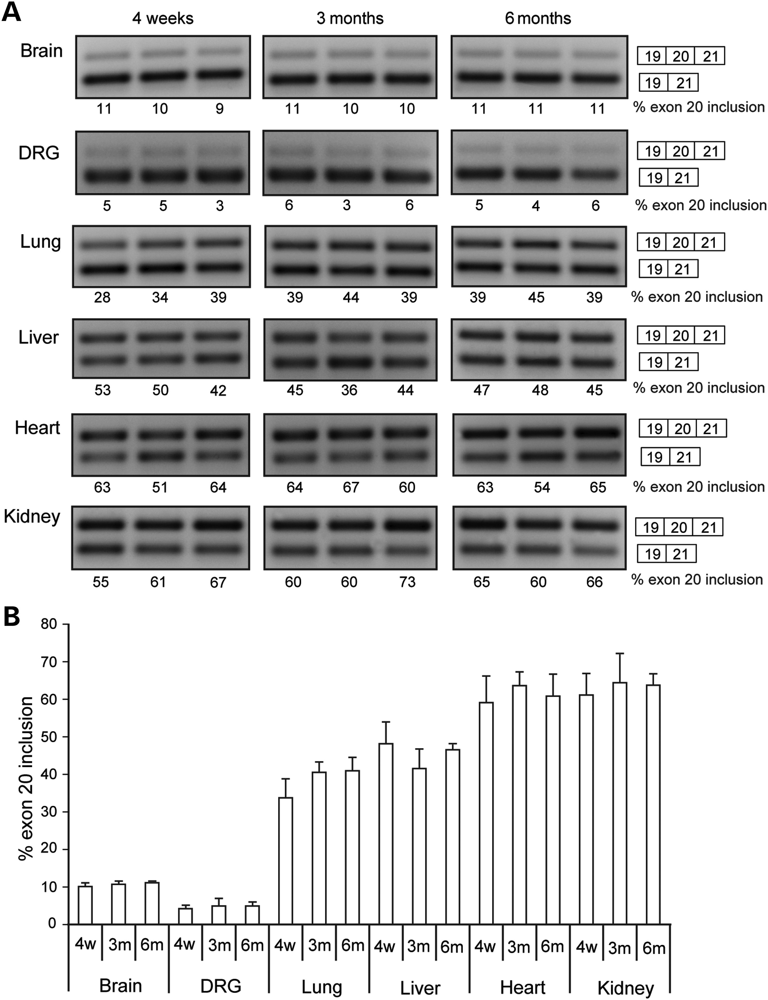 A
4 weeks 3 months 6 months
Brain
19 20 21
19 21
11 10 9 11 10 10 11 11 11 % exon 20 inclusion
DRG
19 20 21
19 21
5 5 3 6 3 6 5 4 6 % exon 20 inclusion
Lung
19 20 21
19 21
28 34 39 39 44 39 39 45 39 % exon 20 inclusion
Liver
19 20 21
19 21
53 50 42 45 36 44 47 48 45 % exon 20 inclusion
Heart
19 20 21
19 21
63 51 64 64 67 60 63 54 65 % exon 20 inclusion
Kidney
19 20 21
19 21
55 61 67 60 60 73 65 60 66 % exon 20 inclusion
B
% exon 20 inclusion
80
70
60
50
40
30
20
10
0
4w 3m 6m 4w 3m 6m 4w 3m 6m 4w 3m 6m 4w 3m 6m 4w 3m 6m
Brain DRG Lung Liver Heart Kidney